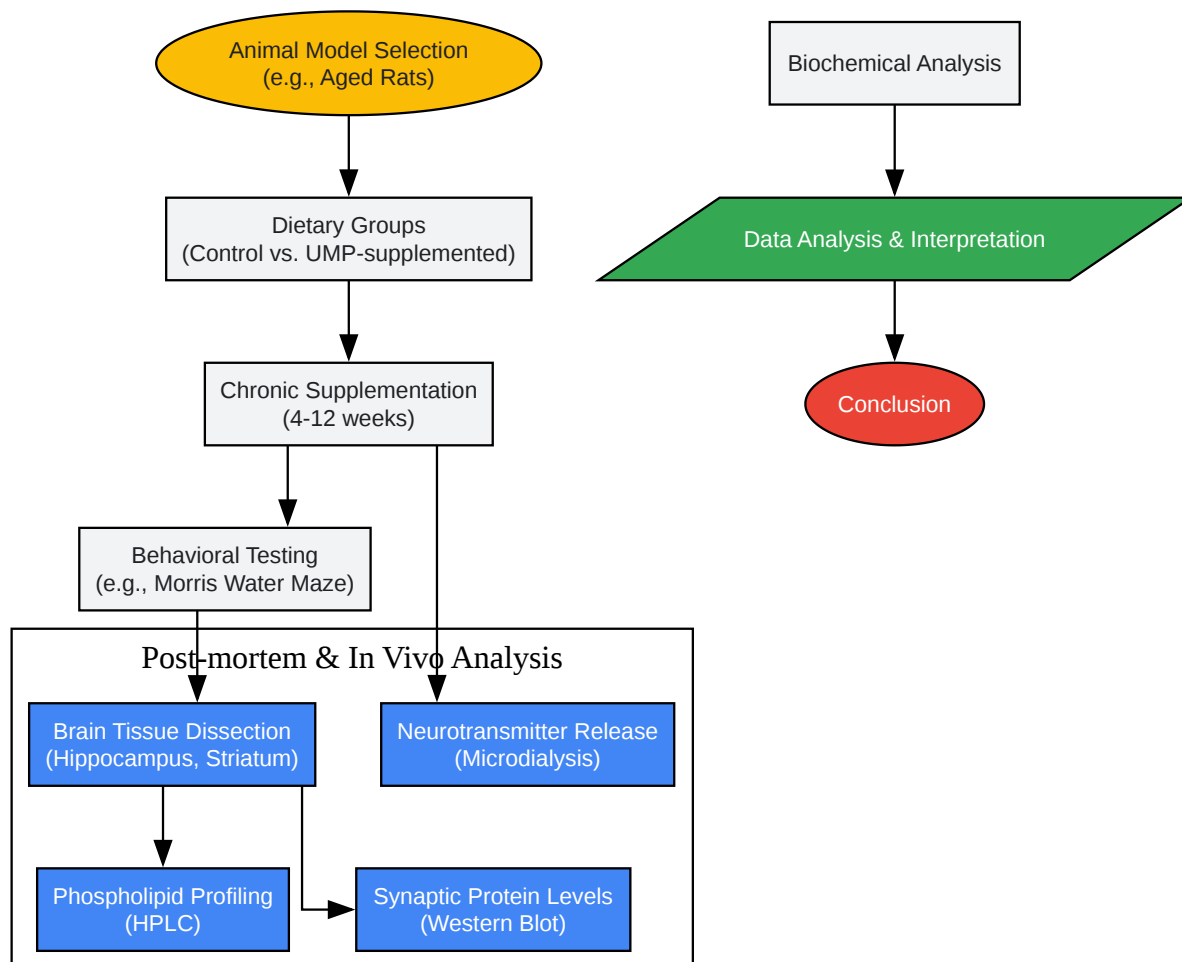 Animal Model Selection
(e.g., Aged Rats)
Dietary Groups
(Control vs. UMP-supplemented)
Chronic Supplementation
(4-12 weeks)
Behavioral Testing
(e.g., Morris Water Maze)
Post-mortem & In Vivo Analysis
Brain Tissue Dissection
(Hippocampus, Striatum)
Neurotransmitter Release
(Microdialysis)
Phospholipid Profiling
(HPLC)
Synaptic Protein Levels
(Western Blot)
Biochemical Analysis
Data Analysis & Interpretation
Conclusion